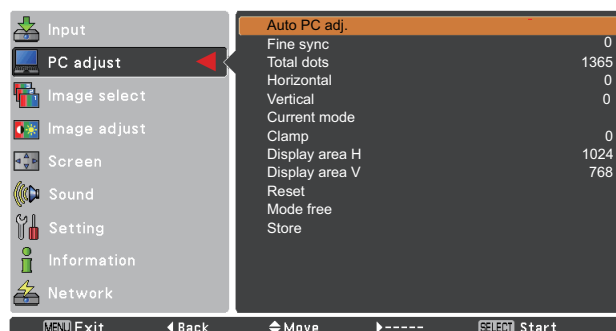 Input
PC adjust
Image select
Image adjust
Screen
Sound
Setting
Information
Network
Auto PC adj.
Fine sync 0
Total dots 1365
Horizontal 0
Vertical 0
Current mode
Clamp 0
Display area H 1024
Display area V 768
Reset
Mode free
Store
MENU Exit Back Move ----- SELECT Start